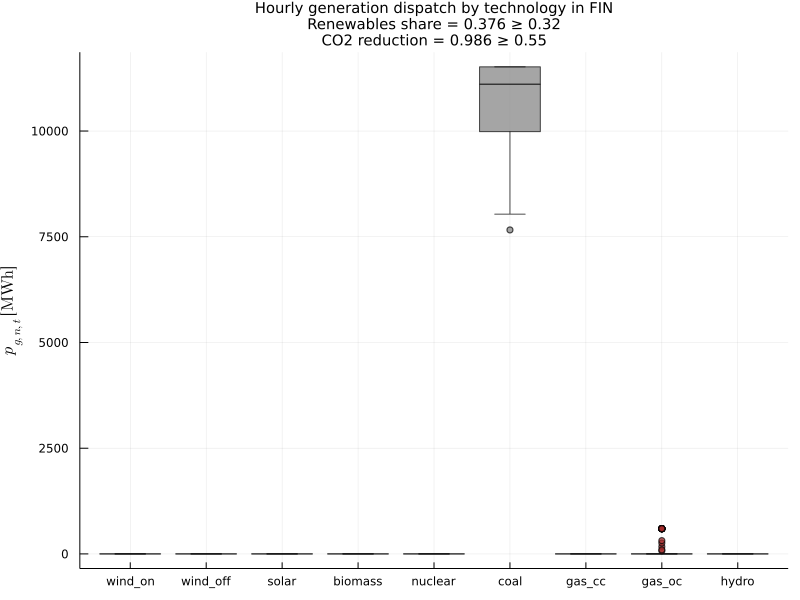 Hourly generation dispatch by technology in FIN
Renewables share = 0.376 ≥ 0.32
CO2 reduction = 0.986 ≥ 0.55
p_{g,n,t} [MWh]
10000
7500
5000
2500
0
wind_on wind_off solar biomass nuclear coal gas_cc gas_oc hydro